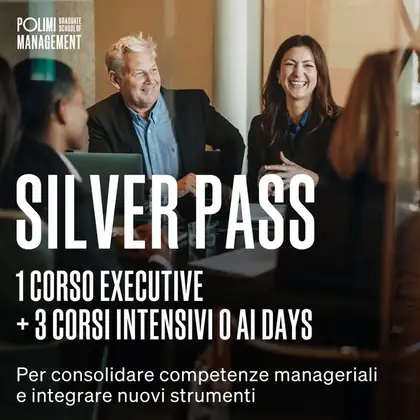 POLIMI GRADUATE SCHOOL OF
MANAGEMENT
SILVER PASS
1 CORSO EXECUTIVE
+ 3 CORSI INTENSIVI O AI DAYS
Per consolidare competenze manageriali
e integrare nuovi strumenti